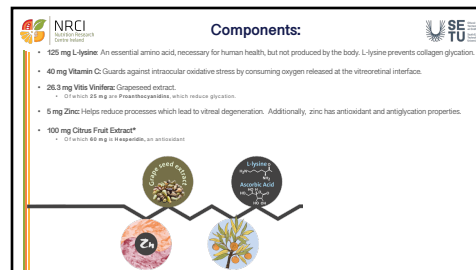 NRCI
Nutrition Research
Centre Ireland
Components:
SE
TU
• 125 mg L-lysine: An essential amino acid, necessary for human health, but not produced by the body. L-lysine prevents collagen glycation.
• 40 mg Vitamin C: Guards against intraocular oxidative stress by consuming oxygen released at the vitreoretinal interface.
• 26.3 mg Vitis Vinifera: Grapeseed extract.
• Of which 25 mg are Proanthocyanidins, which reduce glycation.
• 5 mg Zinc: Helps reduce processes which lead to vitreal degeneration. Additionally, zinc has antioxidant and antiglycation properties.
• 100 mg Citrus Fruit Extract*
• Of which 60 mg is Hesperidin, an antioxidant
Grape seed extract
L-lysine
Ascorbic Acid
Zn